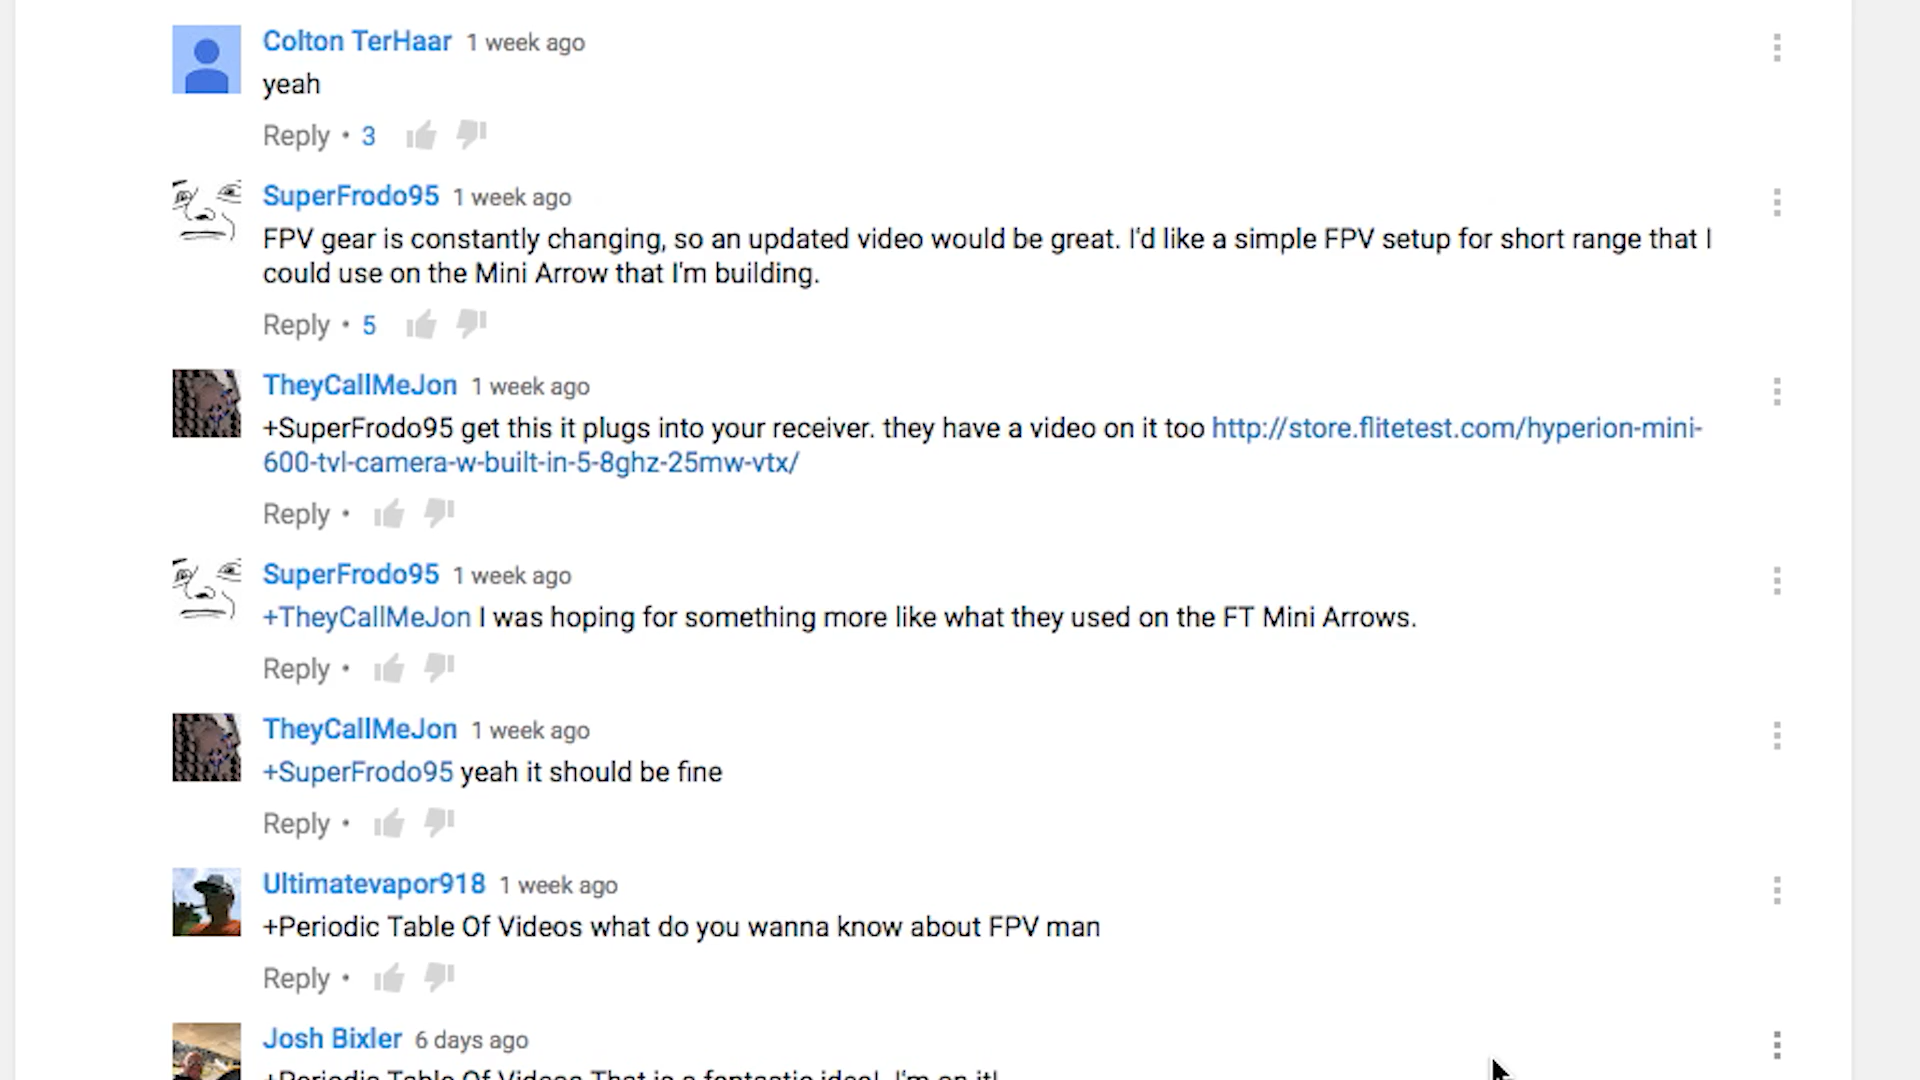 Colton TerHaar 1 week ago
yeah
Reply • 3
SuperFrodo95 1 week ago
FPV gear is constantly changing, so an updated video would be great. I'd like a simple FPV setup for short range that I
could use on the Mini Arrow that I'm building.
Reply • 5
TheyCallMeJon 1 week ago
+SuperFrodo95 get this it plugs into your receiver. they have a video on it too http://store.flitetest.com/hyperion-mini-
600-tvl-camera-w-built-in-5-8ghz-25mw-vtx/
Reply •
SuperFrodo95 1 week ago
+TheyCallMeJon I was hoping for something more like what they used on the FT Mini Arrows.
Reply •
TheyCallMeJon 1 week ago
+SuperFrodo95 yeah it should be fine
Reply •
Ultimatevapor918 1 week ago
+Periodic Table Of Videos what do you wanna know about FPV man
Reply •
Josh Bixler 6 days ago
+Periodic Table Of Videos That is a fantastic idea! I'm on it!